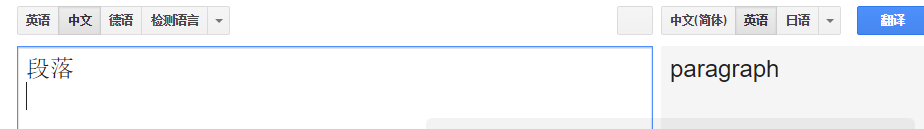 英语 中文 德语 检测语言 中文(简体) 英语 日语 翻译
段落 paragraph